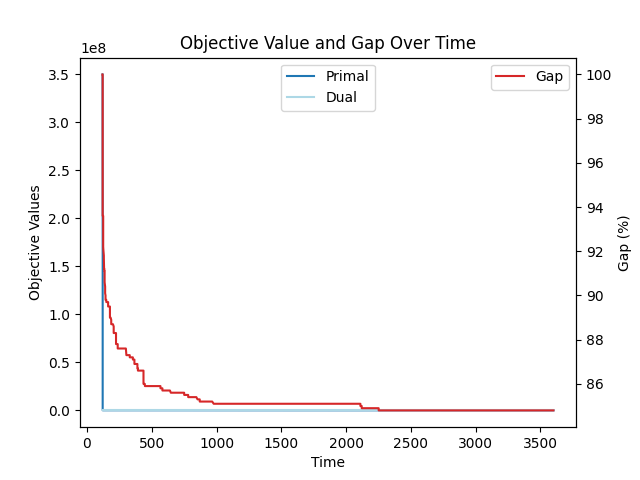 Objective Value and Gap Over Time
1e8
Primal
Dual
Gap
3.5
3.0
2.5
2.0
1.5
1.0
0.5
0.0
Objective Values
100
98
96
94
92
90
88
86
Gap (%)
0 500 1000 1500 2000 2500 3000 3500
Time